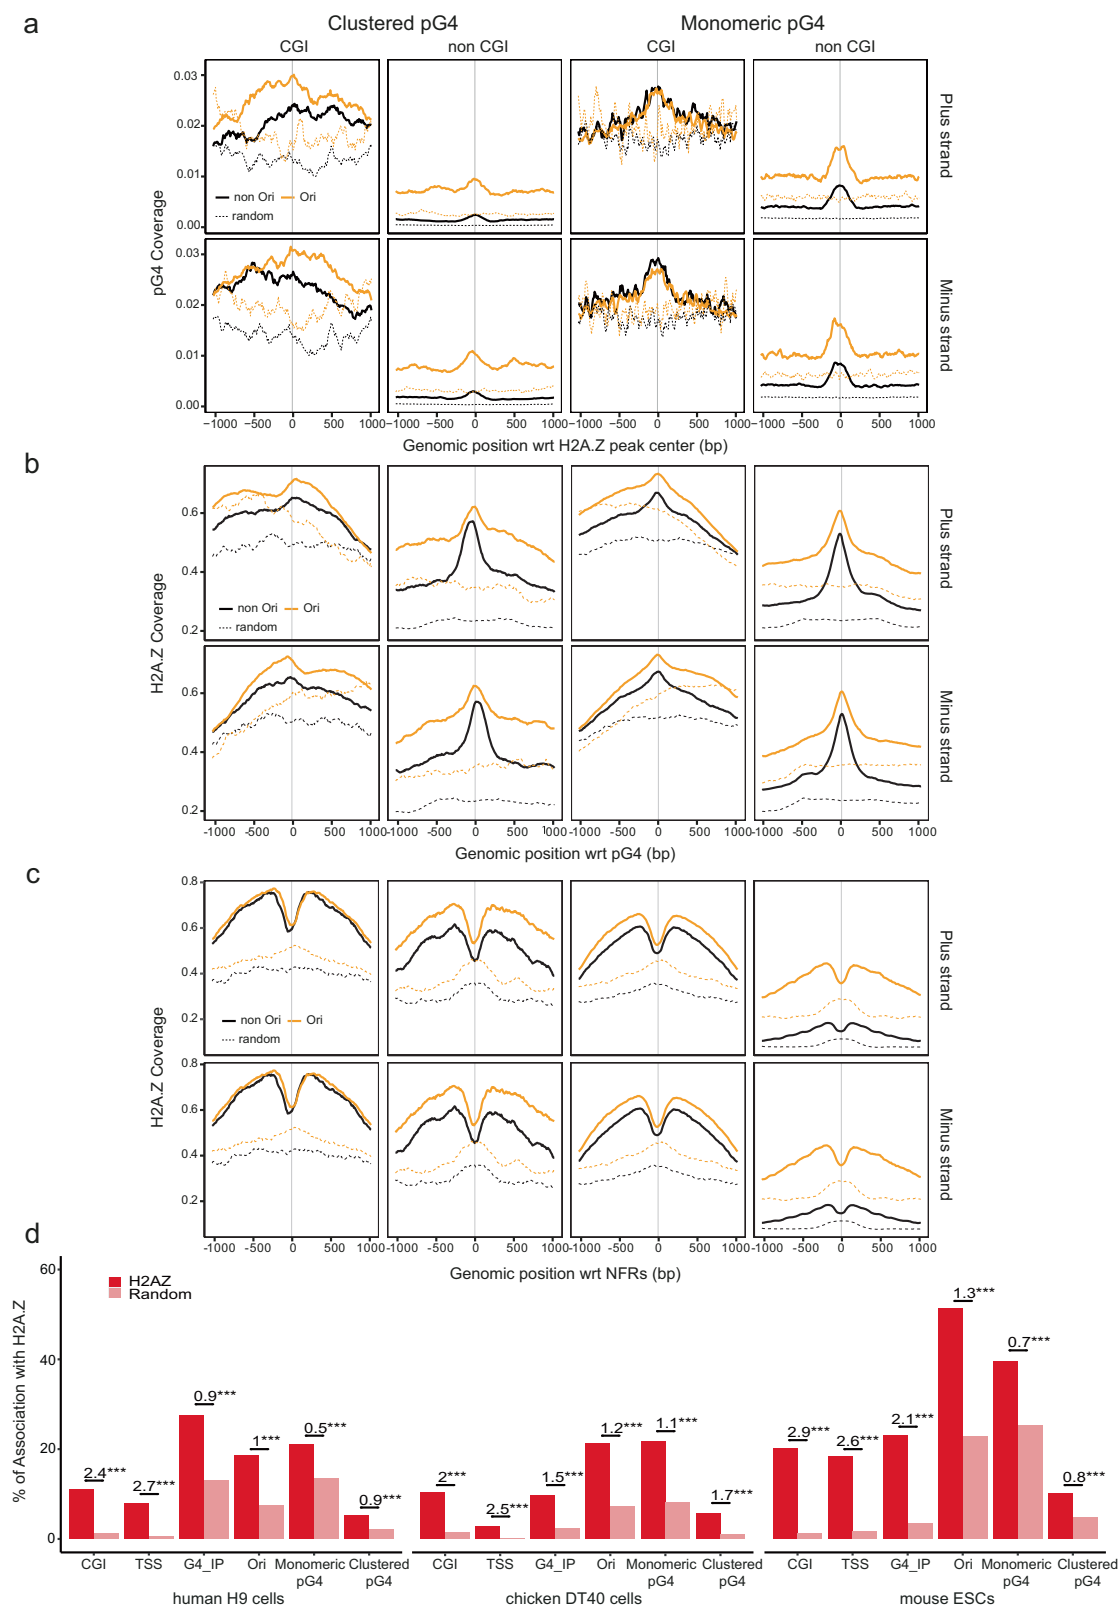 a
Clustered pG4
Monomeric pG4
CGI
non CGI
CGI
non CGI
0.03
0.02
0.01
0.00
non Ori
Ori
random
Plus strand
pG4 Coverage
0.03
0.02
0.01
0.00
Minus strand
-1000 -500 0 500 1000
-1000 -500 0 500 1000
-1000 -500 0 500 1000
-1000 -500 0 500 1000
Genomic position wrt H2A.Z peak center (bp)
b
0.6
0.4
0.2
non Ori
Ori
random
Plus strand
H2A.Z Coverage
0.6
0.4
0.2
Minus strand
-1000 -500 0 500 1000
-1000 -500 0 500 1000
-1000 -500 0 500 1000
-1000 -500 0 500 1000
Genomic position wrt pG4 (bp)
c
0.8
0.6
0.4
0.2
non Ori
Ori
random
Plus strand
H2A.Z Coverage
0.8
0.6
0.4
0.2
Minus strand
-1000 -500 0 500 1000
-1000 -500 0 500 1000
-1000 -500 0 500 1000
-1000 -500 0 500 1000
Genomic position wrt NFRs (bp)
d
% of Association with H2A.Z
60
40
20
0
H2AZ
Random
2.4***
2.7***
0.9***
1***
0.5***
0.9***
2***
2.5***
1.5***
1.2***
1.1***
1.7***
2.9***
2.6***
2.1***
1.3***
0.7***
0.8***
CGI TSS G4_IP Ori Monomeric pG4 Clustered pG4
CGI TSS G4_IP Ori Monomeric pG4 Clustered pG4
CGI TSS G4_IP Ori Monomeric pG4 Clustered pG4
human H9 cells
chicken DT40 cells
mouse ESCs